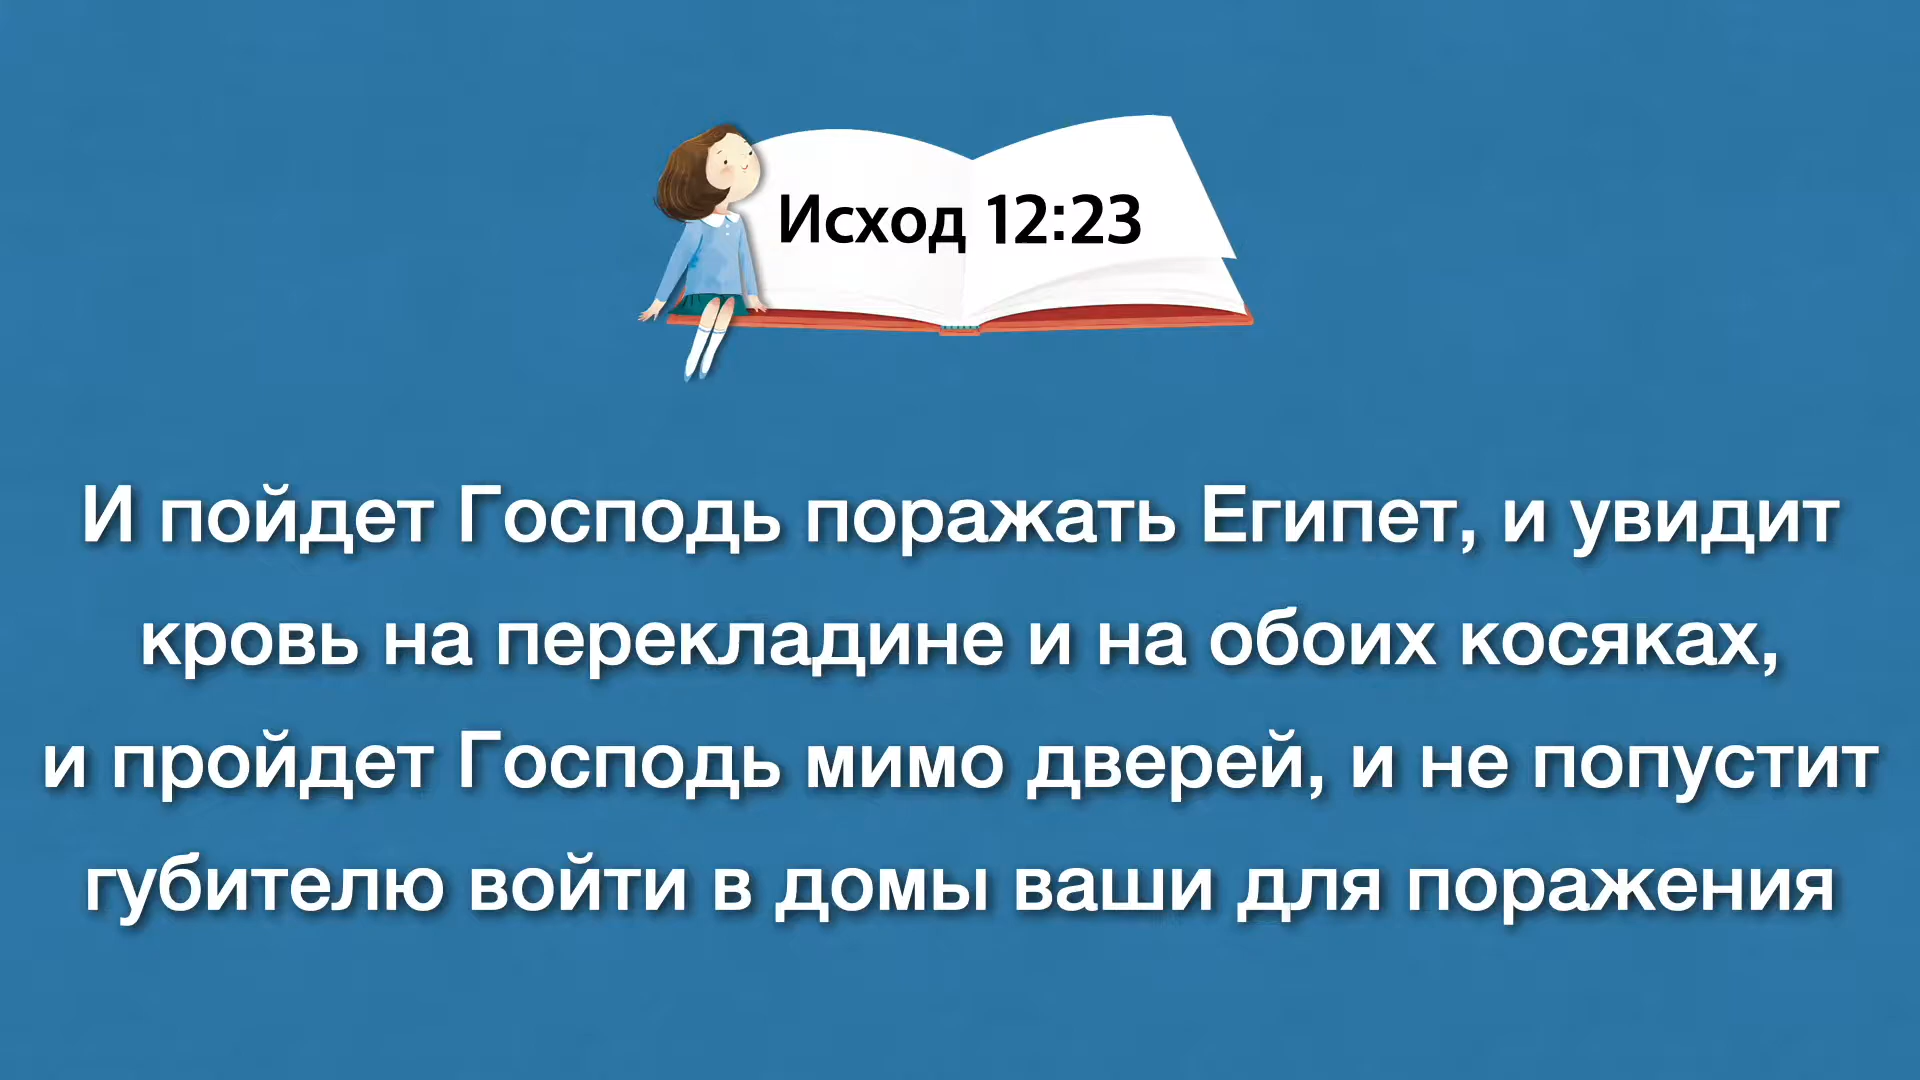 Исход 12:23
И пойдет Господь поражать Египет, и увидит
кровь на перекладине и на обоих косяках,
и пройдет Господь мимо дверей, и не попустит
губителю войти в домы ваши для поражения